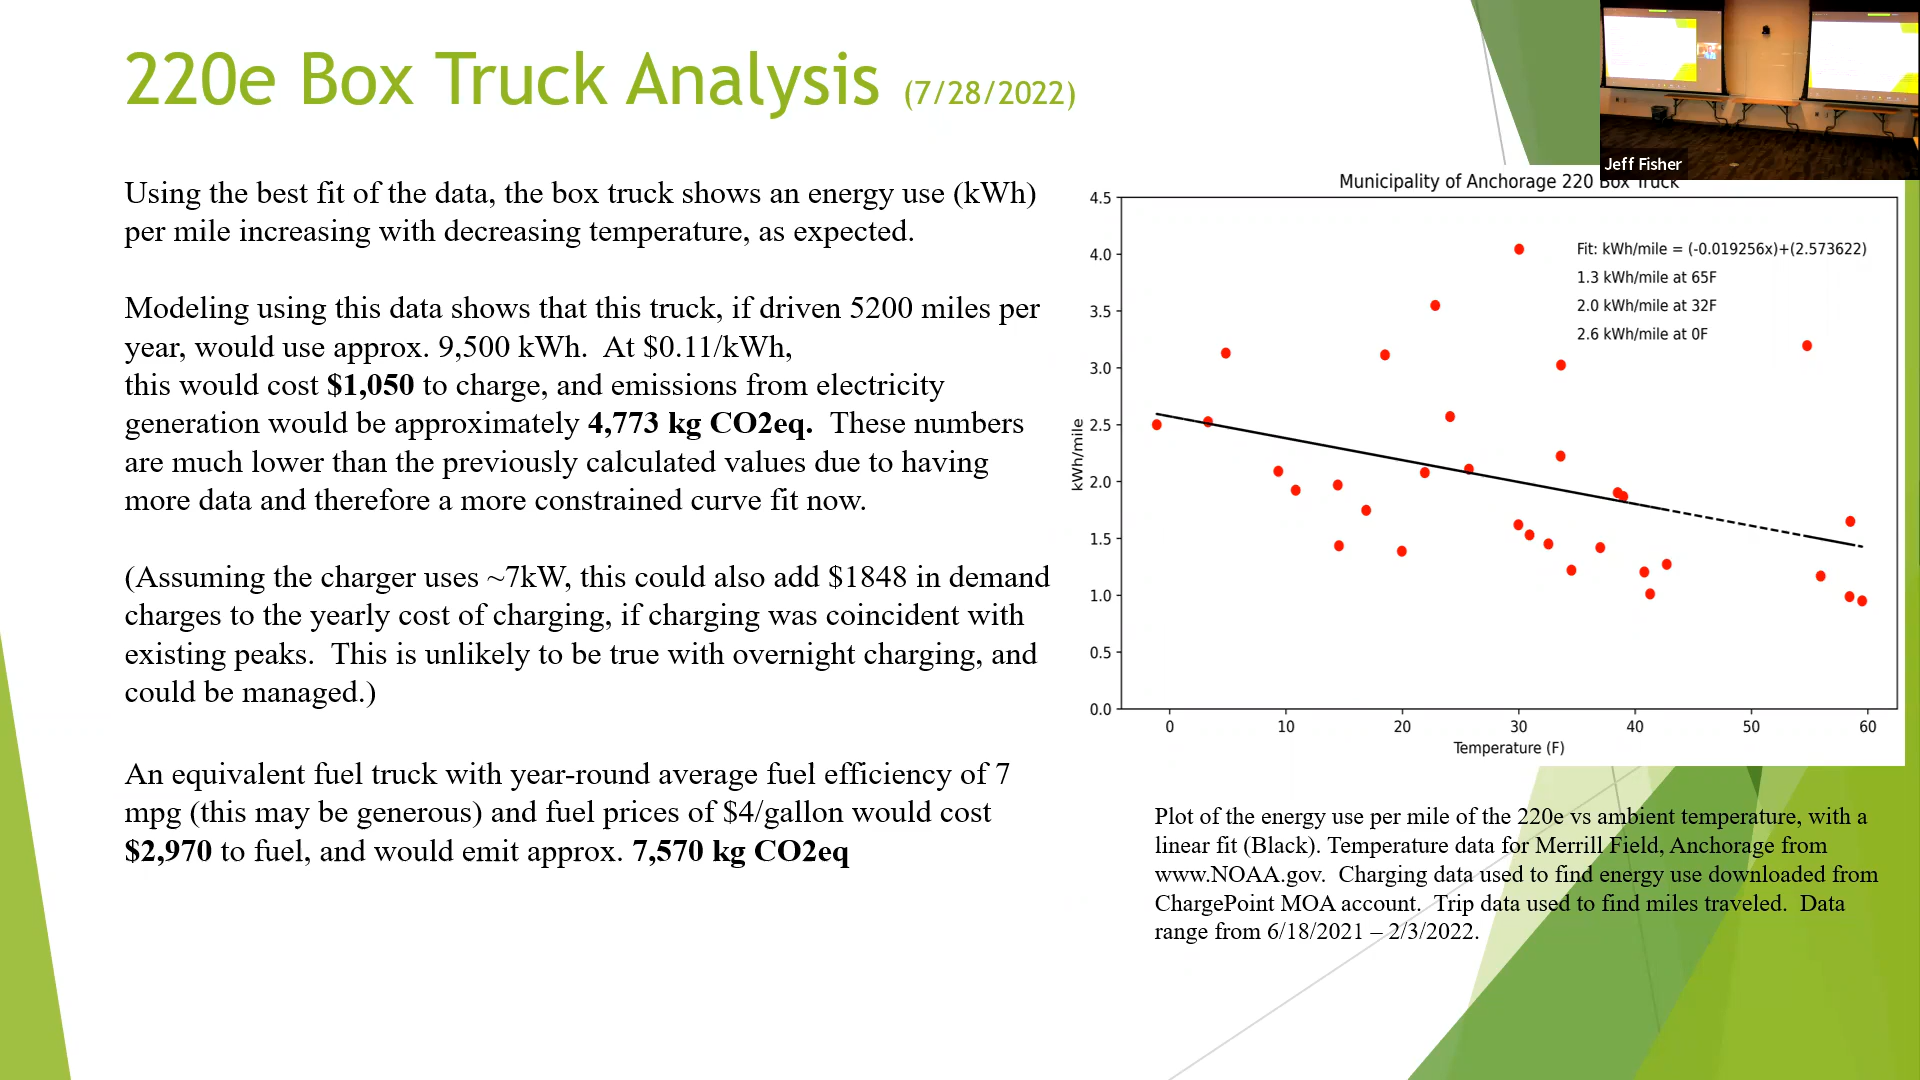 220e Box Truck Analysis (7/28/2022)
Using the best fit of the data, the box truck shows an energy use (kWh)
per mile increasing with decreasing temperature, as expected.
Modeling using this data shows that this truck, if driven 5200 miles per
year, would use approx. 9,500 kWh.  At $0.11/kWh,
this would cost $1,050 to charge, and emissions from electricity
generation would be approximately 4,773 kg CO2eq.  These numbers
are much lower than the previously calculated values due to having
more data and therefore a more constrained curve fit now.
(Assuming the charger uses ~7kW, this could also add $1848 in demand
charges to the yearly cost of charging, if charging was coincident with
existing peaks.  This is unlikely to be true with overnight charging, and
could be managed.)
An equivalent fuel truck with year-round average fuel efficiency of 7
mpg (this may be generous) and fuel prices of $4/gallon would cost
$2,970 to fuel, and would emit approx. 7,570 kg CO2eq
Jeff Fisher
Municipality of Anchorage 220 Box Truck
4.5
4.0
3.5
3.0
2.5
2.0
1.5
1.0
0.5
0.0
kWh/mile
Fit: kWh/mile = (-0.019256x)+(2.573622)
1.3 kWh/mile at 65F
2.0 kWh/mile at 32F
2.6 kWh/mile at 0F
0 10 20 30 40 50 60
Temperature (F)
Plot of the energy use per mile of the 220e vs ambient temperature, with a
linear fit (Black). Temperature data for Merrill Field, Anchorage from
www.NOAA.gov.  Charging data used to find energy use downloaded from
ChargePoint MOA account.  Trip data used to find miles traveled.  Data
range from 6/18/2021 – 2/3/2022.